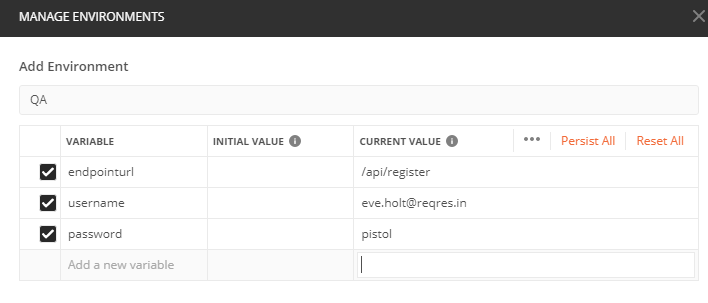 MANAGE ENVIRONMENTS
Add Environment
QA
VARIABLE INITIAL VALUE CURRENT VALUE ••• Persist All Reset All
endpointurl /api/register
username eve.holt@reqres.in
password pistol
Add a new variable